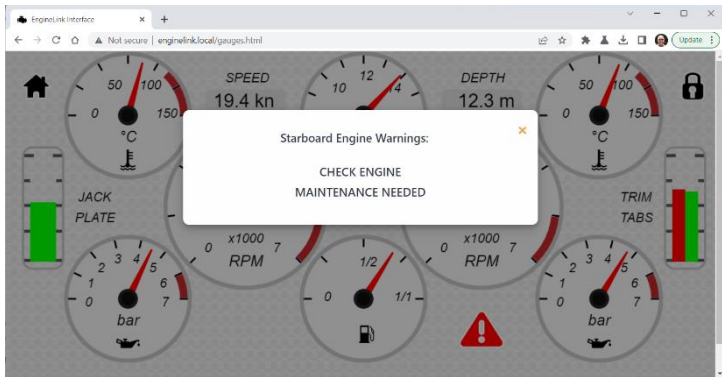 EngineLink Interface
Not secure | enginelink.local/gauges.html
Update
SPEED
19.4 kn
DEPTH
12.3 m
0 50 100 150
°C
10 12 14
0 50 100 150
°C
Starboard Engine Warnings:
CHECK ENGINE
MAINTENANCE NEEDED
JACK
PLATE
TRIM
TABS
0 x1000 7
RPM
0 x1000 7
RPM
0 1 2 3 4 5 6 7
bar
0 1/2 1/1
0 1 2 3 4 5 6 7
bar